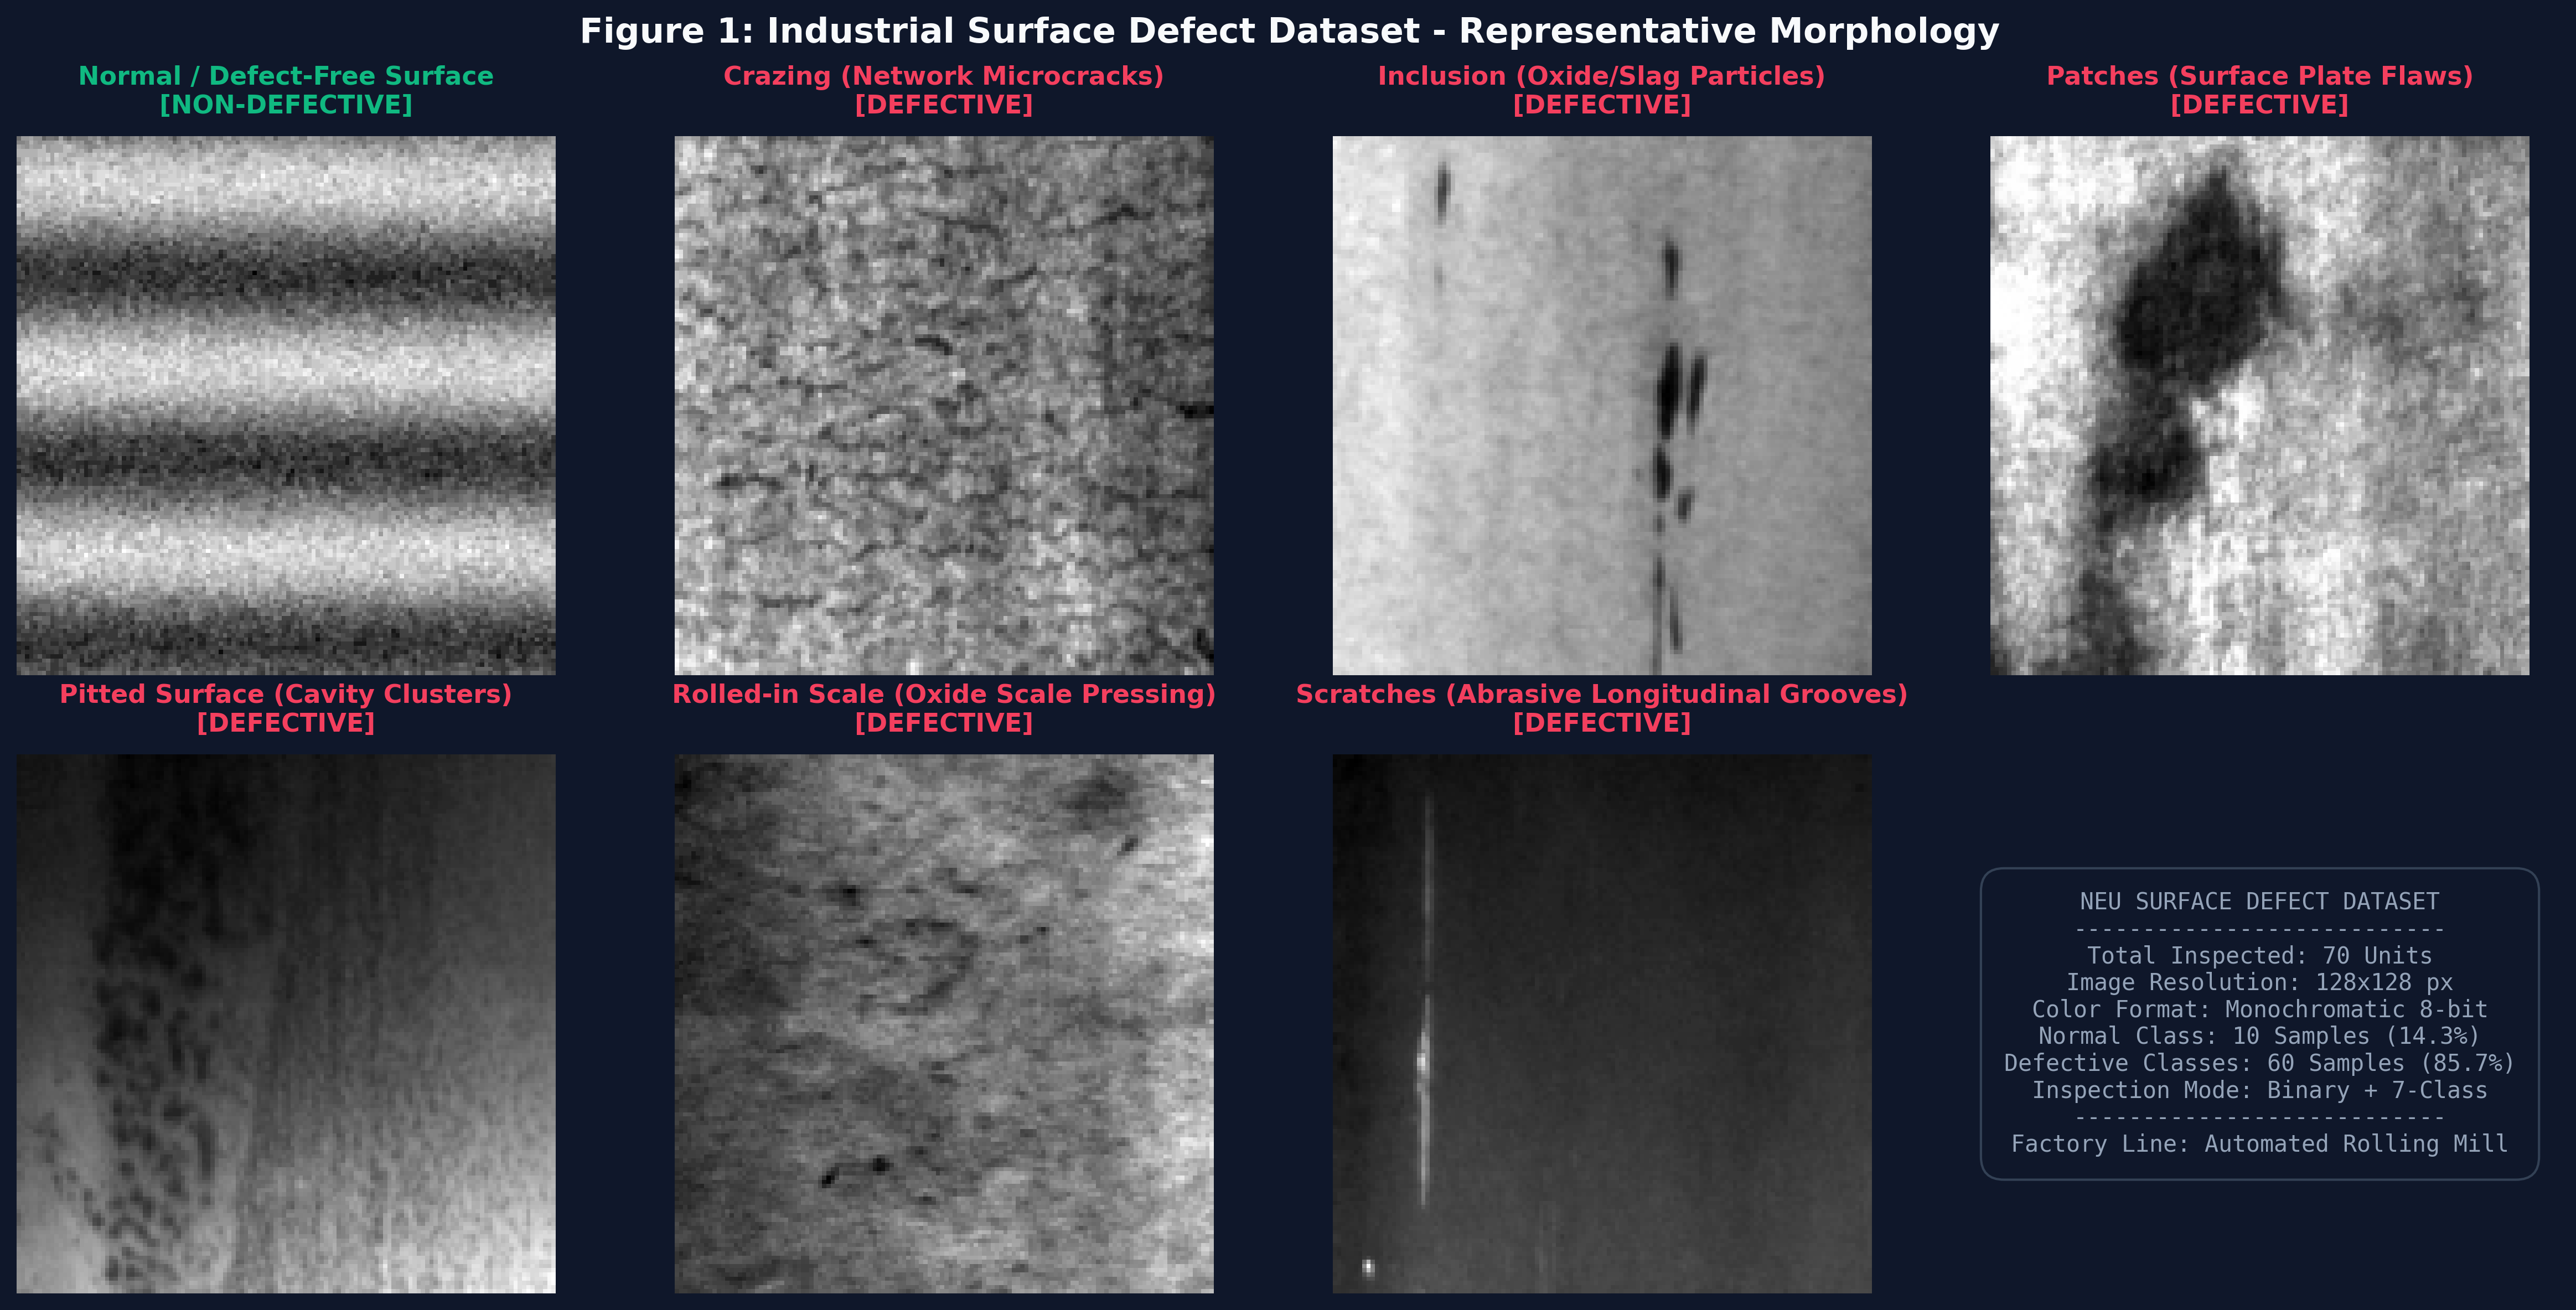 Figure 1: Industrial Surface Defect Dataset - Representative Morphology
Normal / Defect-Free Surface
[NON-DEFECTIVE]
Crazing (Network Microcracks)
[DEFECTIVE]
Inclusion (Oxide/Slag Particles)
[DEFECTIVE]
Patches (Surface Plate Flaws)
[DEFECTIVE]
Pitted Surface (Cavity Clusters)
[DEFECTIVE]
Rolled-in Scale (Oxide Scale Pressing)
[DEFECTIVE]
Scratches (Abrasive Longitudinal Grooves)
[DEFECTIVE]
NEU SURFACE DEFECT DATASET
---------------------------
Total Inspected: 70 Units
Image Resolution: 128x128 px
Color Format: Monochromatic 8-bit
Normal Class: 10 Samples (14.3%)
Defective Classes: 60 Samples (85.7%)
Inspection Mode: Binary + 7-Class
---------------------------
Factory Line: Automated Rolling Mill